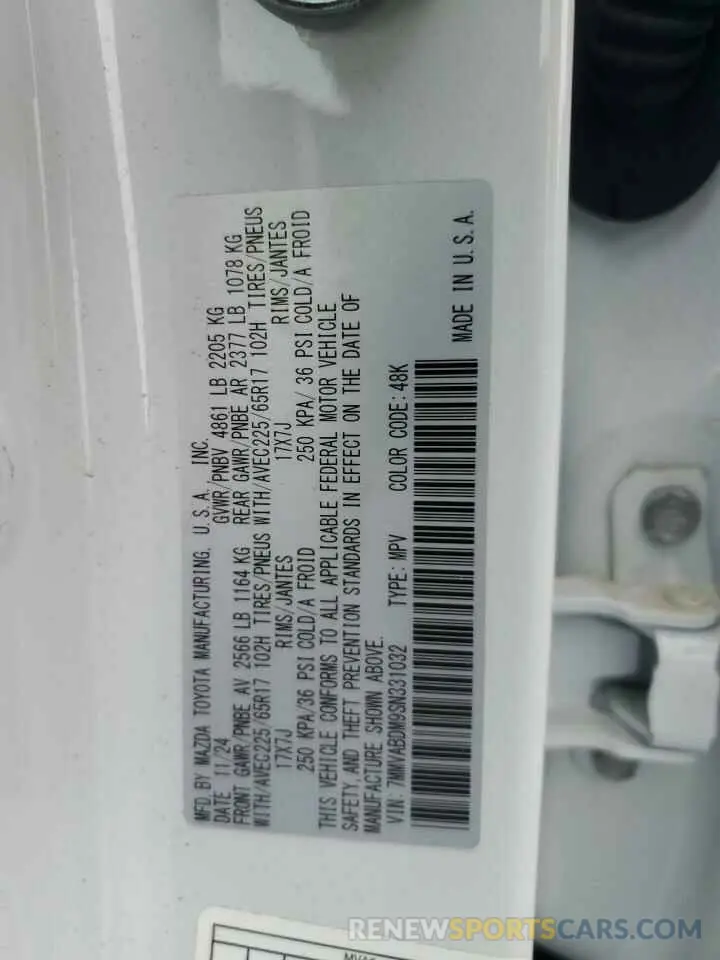 MFD. BY MAZDA TOYOTA MANUFACTURING, U.S.A., INC.
DATE 11/24 GVWR/PNBV 4861 LB 2205 KG
FRONT GAWR/PNBE AV 2566 LB 1164 KG REAR GAWR/PNBE AR 2377 LB 1078 KG
WITH/AVEC225/65R17 102H TIRES/PNEUS WITH/AVEC225/65R17 102H TIRES/PNEUS
17X7J RIMS/JANTES 17X7J RIMS/JANTES
250 KPA/36 PSI COLD/A FROID 250 KPA/ 36 PSI COLD/A FROID
THIS VEHICLE CONFORMS TO ALL APPLICABLE FEDERAL MOTOR VEHICLE
SAFETY, AND THEFT PREVENTION STANDARDS IN EFFECT ON THE DATE OF
MANUFACTURE SHOWN ABOVE.
VIN: 7MMVABDM9SN331032 TYPE: MPV COLOR CODE: 48K
MADE IN U.S.A.
RENEWSPORTSCARS.COM